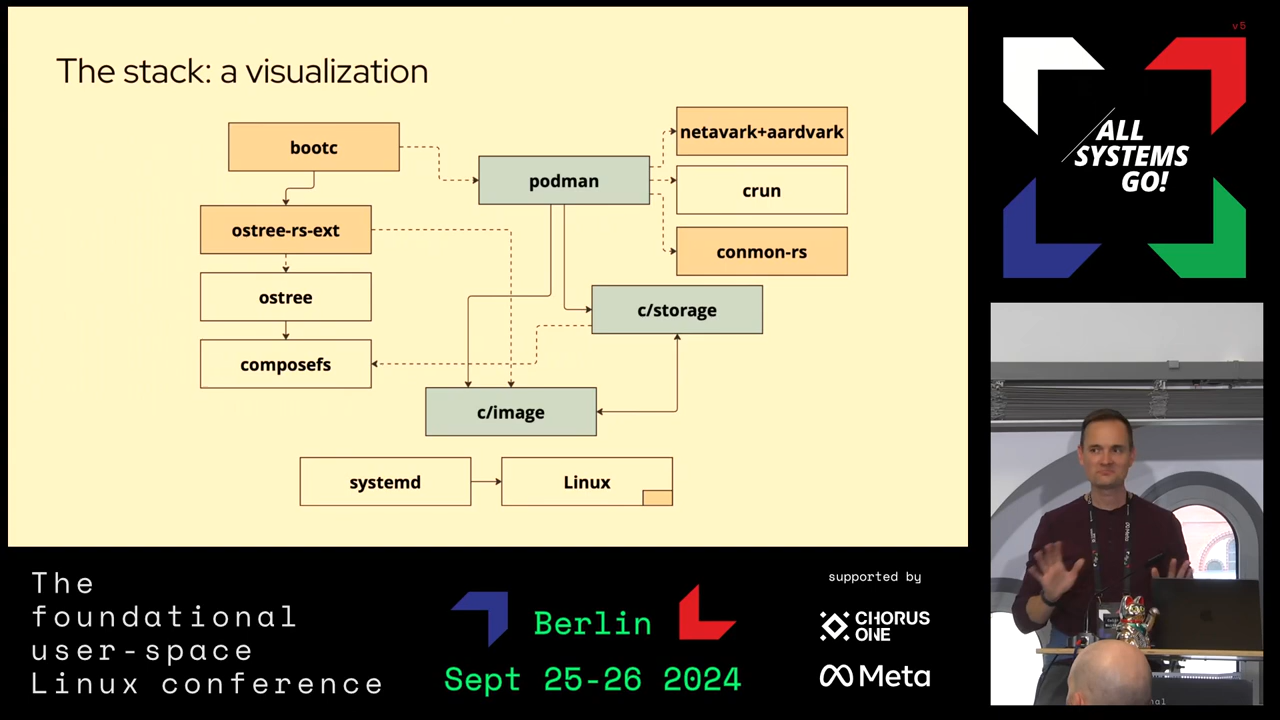 The stack: a visualization
bootc
netavark+aardvark
podman
crun
ostree-rs-ext
conmon-rs
ostree
c/storage
composefs
c/image
systemd
Linux
v5
ALL
SYSTEMS
GO!
The
foundational
user-space
Linux conference
Berlin
Sept 25-26 2024
supported by
CHORUS
ONE
Meta